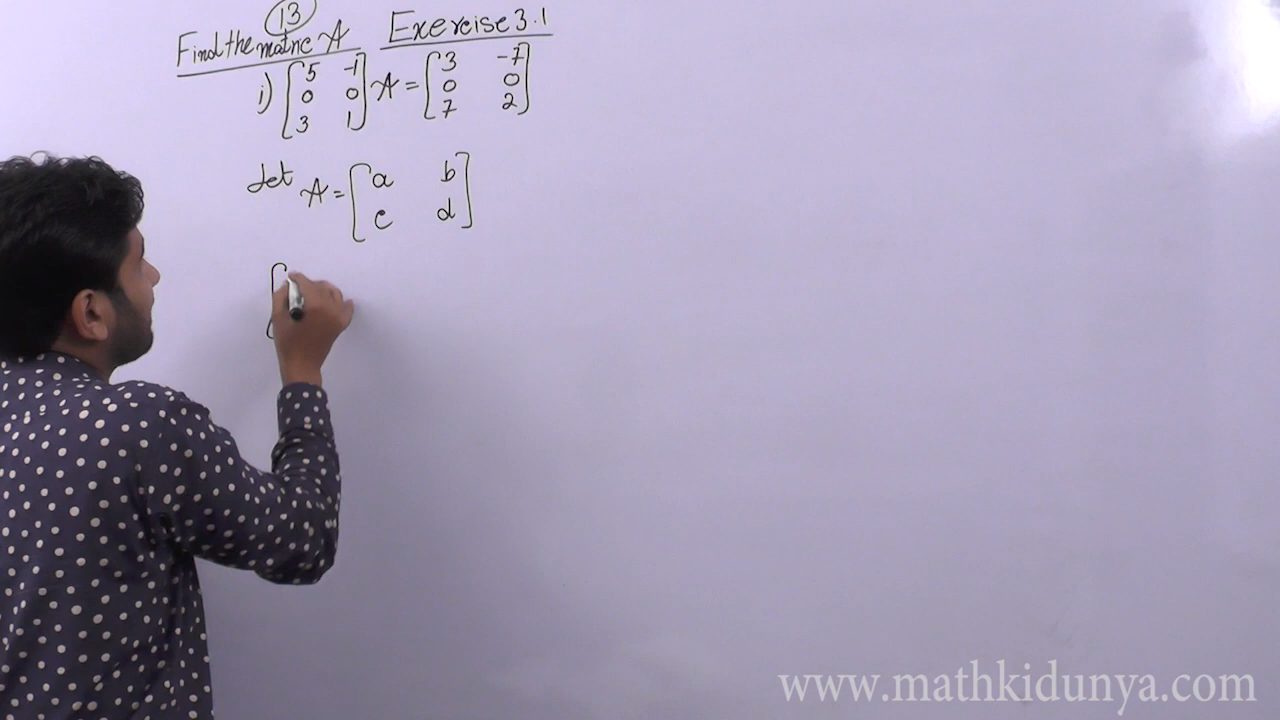 13
Find the matric A Exercise 3.1
i) [5 -1; 0 0; 3 1] A = [3 -7; 0 0; 7 2]
Let A = [a b; c d]
[
www.mathkidunya.com